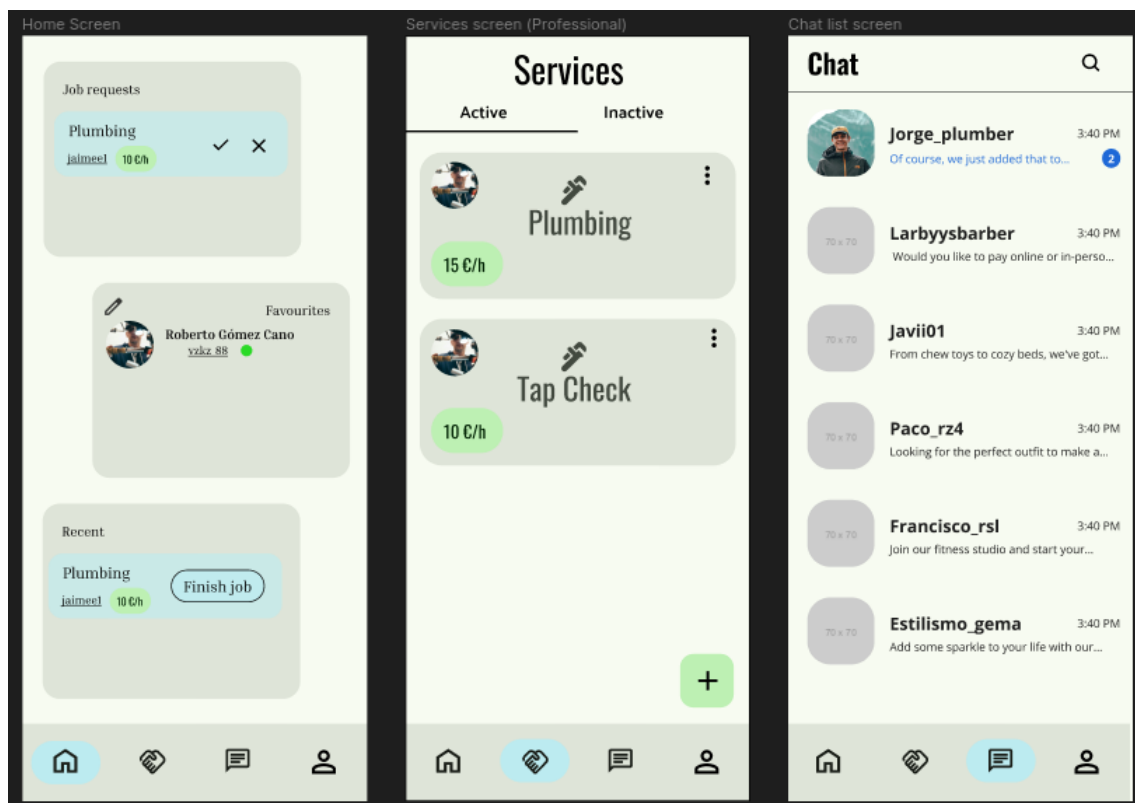 Home Screen
Job requests
Plumbing
jaimee1 10 €/h
Favourites
Roberto Gómez Cano
vzkz 88
Recent
Plumbing
Finish job
jaimee1 10 €/h
Services screen (Professional)
Services
Active Inactive
Plumbing
15 €/h
Tap Check
10 €/h
+
Chat list screen
Chat
Jorge_plumber 3:40 PM
Of course, we just added that to... 2
Larbyysbarber 3:40 PM
70 x 70
Would you like to pay online or in-perso...
Javii01 3:40 PM
70 x 70
From chew toys to cozy beds, we've got...
Paco_rz4 3:40 PM
70 x 70
Looking for the perfect outfit to make a...
Francisco_rsl 3:40 PM
70 x 70
Join our fitness studio and start your...
Estilismo_gema 3:40 PM
70 x 70
Add some sparkle to your life with our...